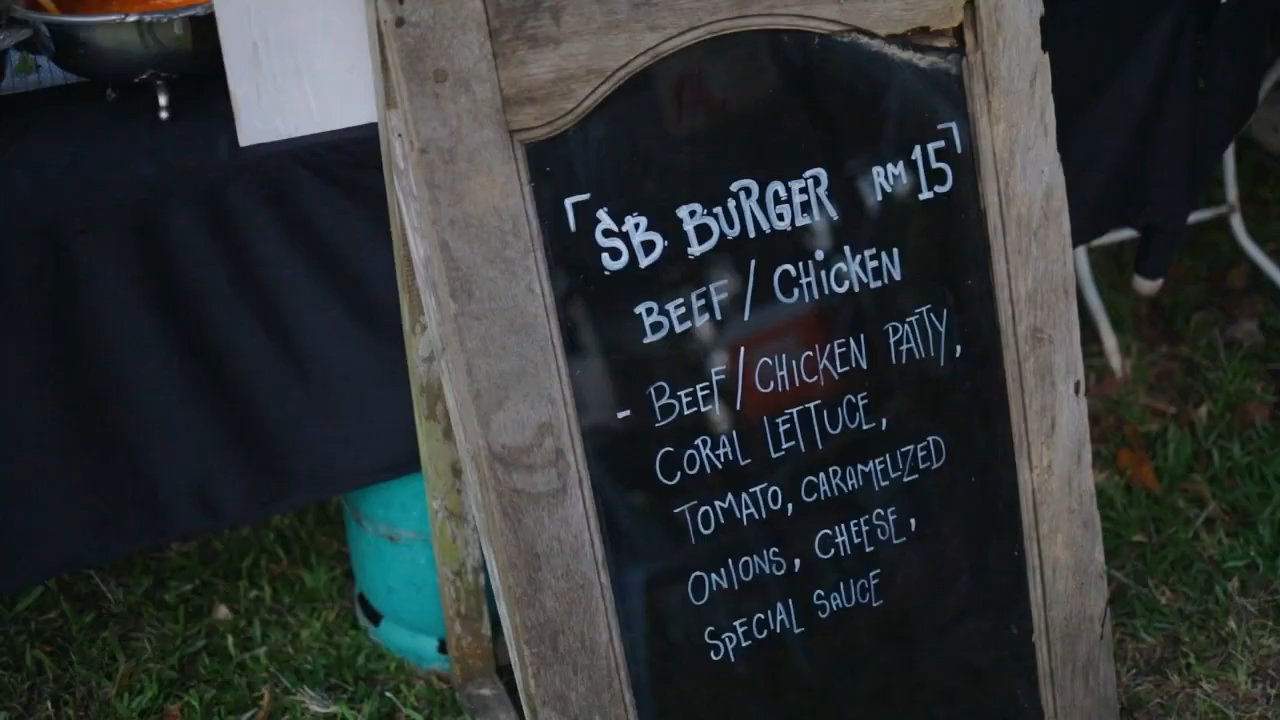 SB BURGER RM 15
BEEF / CHICKEN
- BEEF / CHICKEN PATTY,
CORAL LETTUCE,
TOMATO, CARAMELIZED
ONIONS, CHEESE,
SPECIAL SAUCE